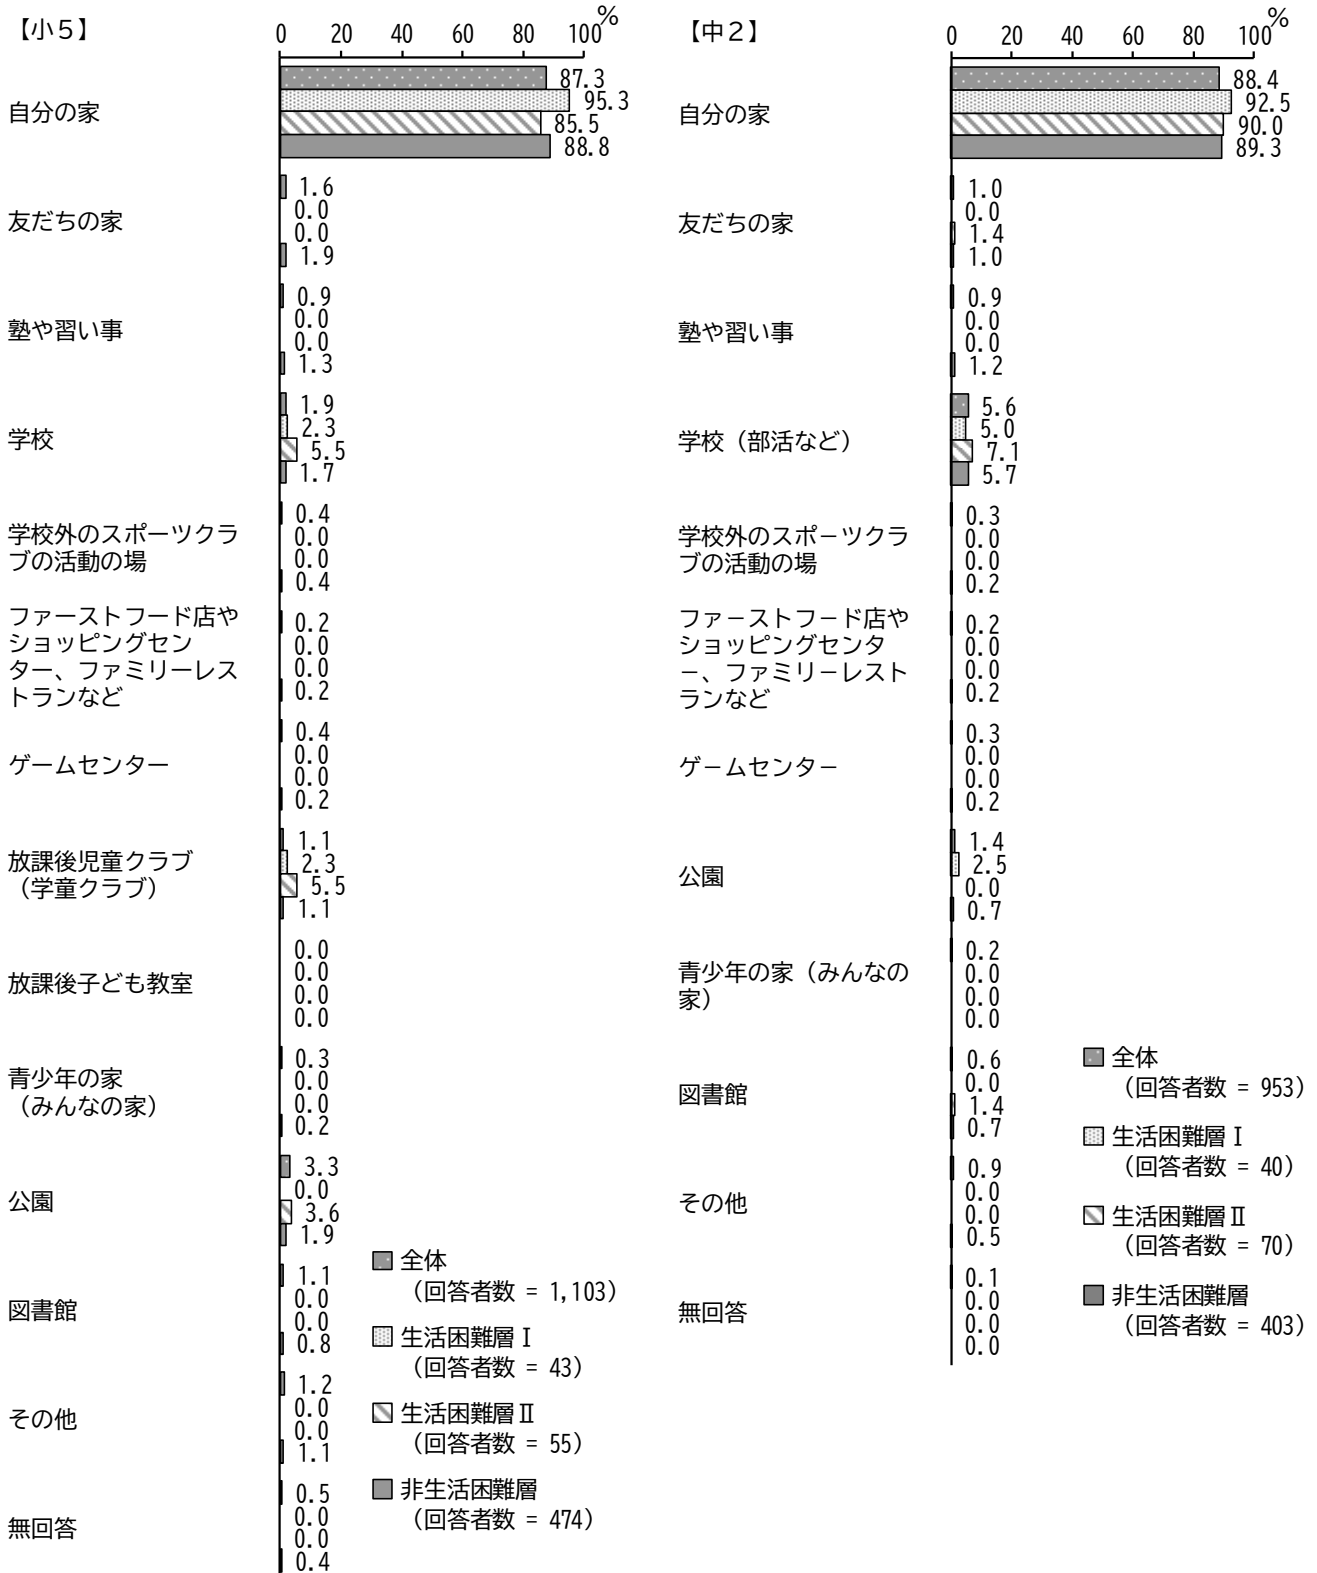 【小５】
0 20 40 60 80 100 %
自分の家
87.3
95.3
85.5
88.8
友だちの家
1.6
0.0
0.0
1.9
塾や習い事
0.9
0.0
0.0
1.3
学校
1.9
2.3
5.5
1.7
学校外のスポーツクラ
ブの活動の場
0.4
0.0
0.0
0.4
ファーストフード店や
ショッピングセン
ター、ファミリーレス
トランなど
0.2
0.0
0.0
0.2
ゲームセンター
0.4
0.0
0.0
0.2
放課後児童クラブ
（学童クラブ）
1.1
2.3
5.5
1.1
放課後子ども教室
0.0
0.0
0.0
0.0
青少年の家
（みんなの家）
0.3
0.0
0.0
0.2
公園
3.3
0.0
3.6
1.9
図書館
1.1
0.0
0.0
0.8
その他
1.2
0.0
0.0
1.1
無回答
0.5
0.0
0.0
0.4
全体
（回答者数 = 1,103）
生活困難層Ⅰ
（回答者数 = 43）
生活困難層Ⅱ
（回答者数 = 55）
非生活困難層
（回答者数 = 474）
【中２】
0 20 40 60 80 100 %
自分の家
88.4
92.5
90.0
89.3
友だちの家
1.0
0.0
1.4
1.0
塾や習い事
0.9
0.0
0.0
1.2
学校（部活など）
5.6
5.0
7.1
5.7
学校外のスポーツクラ
ブの活動の場
0.3
0.0
0.0
0.2
ファーストフード店や
ショッピングセンタ
ー、ファミリーレスト
ランなど
0.2
0.0
0.0
0.2
ゲームセンター
0.3
0.0
0.0
0.2
公園
1.4
2.5
0.0
0.7
青少年の家（みんなの
家）
0.2
0.0
0.0
0.0
図書館
0.6
0.0
1.4
0.7
その他
0.9
0.0
0.0
0.5
無回答
0.1
0.0
0.0
0.0
全体
（回答者数 = 953）
生活困難層Ⅰ
（回答者数 = 40）
生活困難層Ⅱ
（回答者数 = 70）
非生活困難層
（回答者数 = 403）